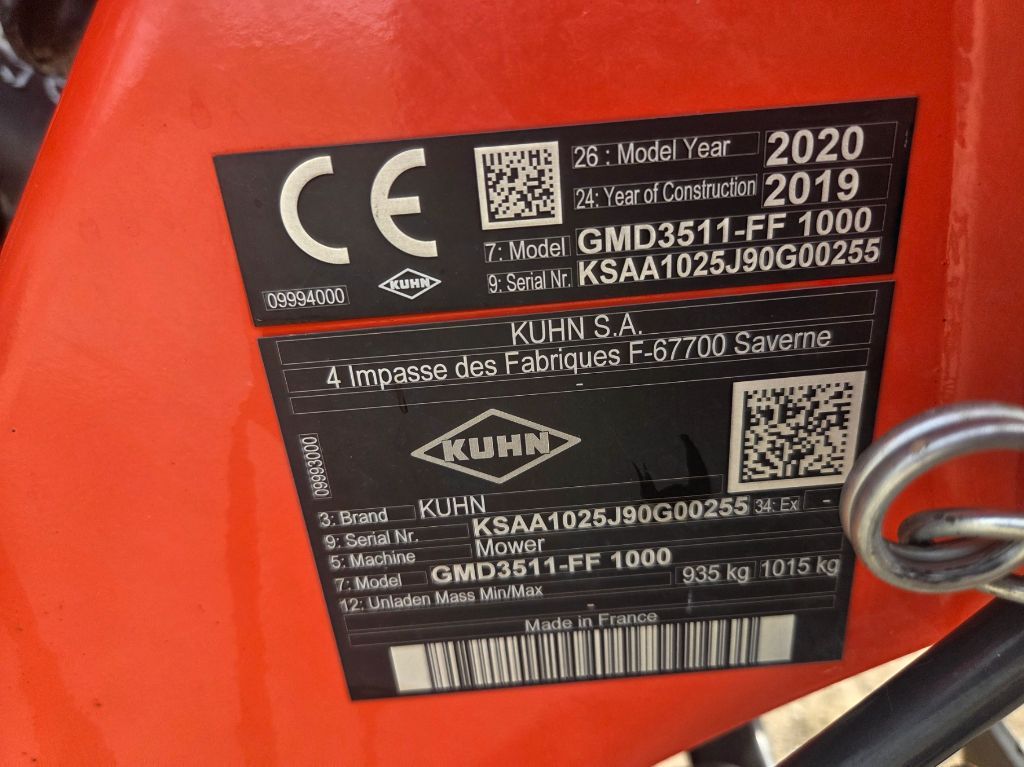 CE
26 : Model Year 2020
24: Year of Construction 2019
7: Model GMD3511-FF 1000
9: Serial Nr. KSAA1025J90G00255
09994000
KUHN
KUHN S.A.
4 Impasse des Fabriques F-67700 Saverne
-
KUHN
09993000
3: Brand KUHN
9: Serial Nr. KSAA1025J90G00255 34: Ex -
5: Machine Mower
7: Model GMD3511-FF 1000
12: Unladen Mass Min/Max 935 kg 1015 kg
-
Made in France